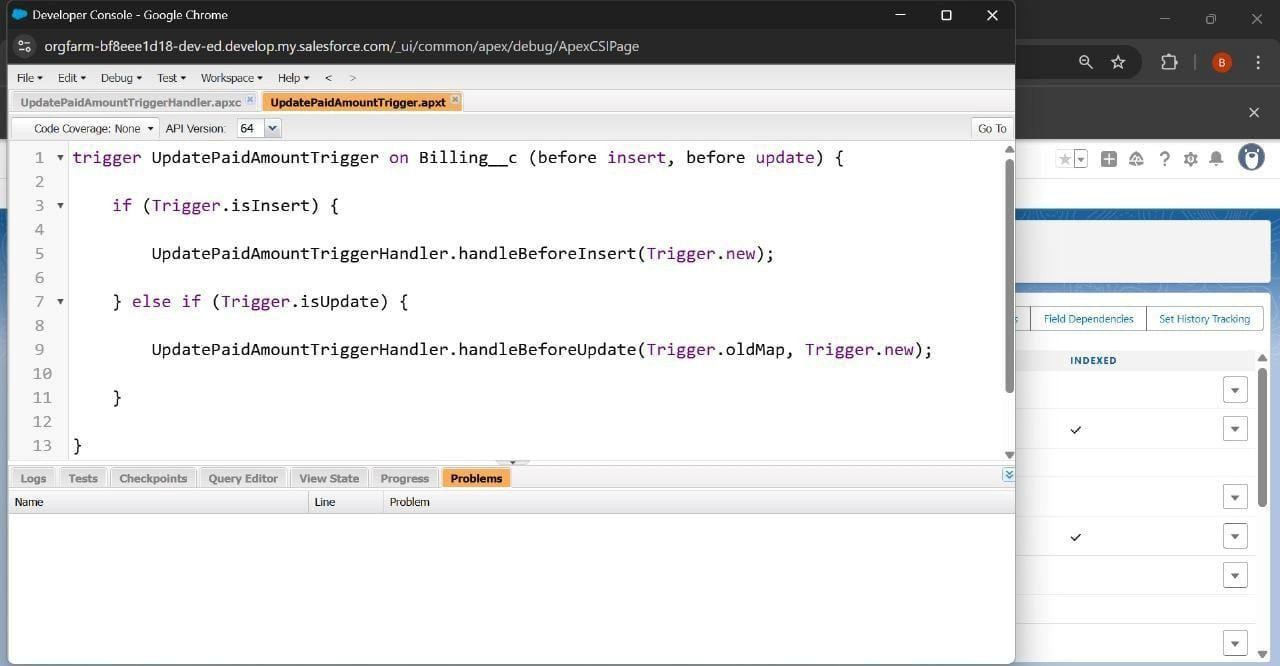 Developer Console - Google Chrome
orgfarm-bf8eee1d18-dev-ed.develop.my.salesforce.com/_ui/common/apex/debug/ApexCSIPage
File Edit Debug Test Workspace Help < >
UpdatePaidAmountTriggerHandler.apxc UpdatePaidAmountTrigger.apxt
Code Coverage: None API Version: 64 Go To
1 trigger UpdatePaidAmountTrigger on Billing__c (before insert, before update) {
2
3 if (Trigger.isInsert) {
4
5 UpdatePaidAmountTriggerHandler.handleBeforeInsert(Trigger.new);
6
7 } else if (Trigger.isUpdate) {
8
9 UpdatePaidAmountTriggerHandler.handleBeforeUpdate(Trigger.oldMap, Trigger.new);
10
11 }
12
13 }
Logs Tests Checkpoints Query Editor View State Progress Problems
Name Line Problem
B
s Field Dependencies Set History Tracking
INDEXED